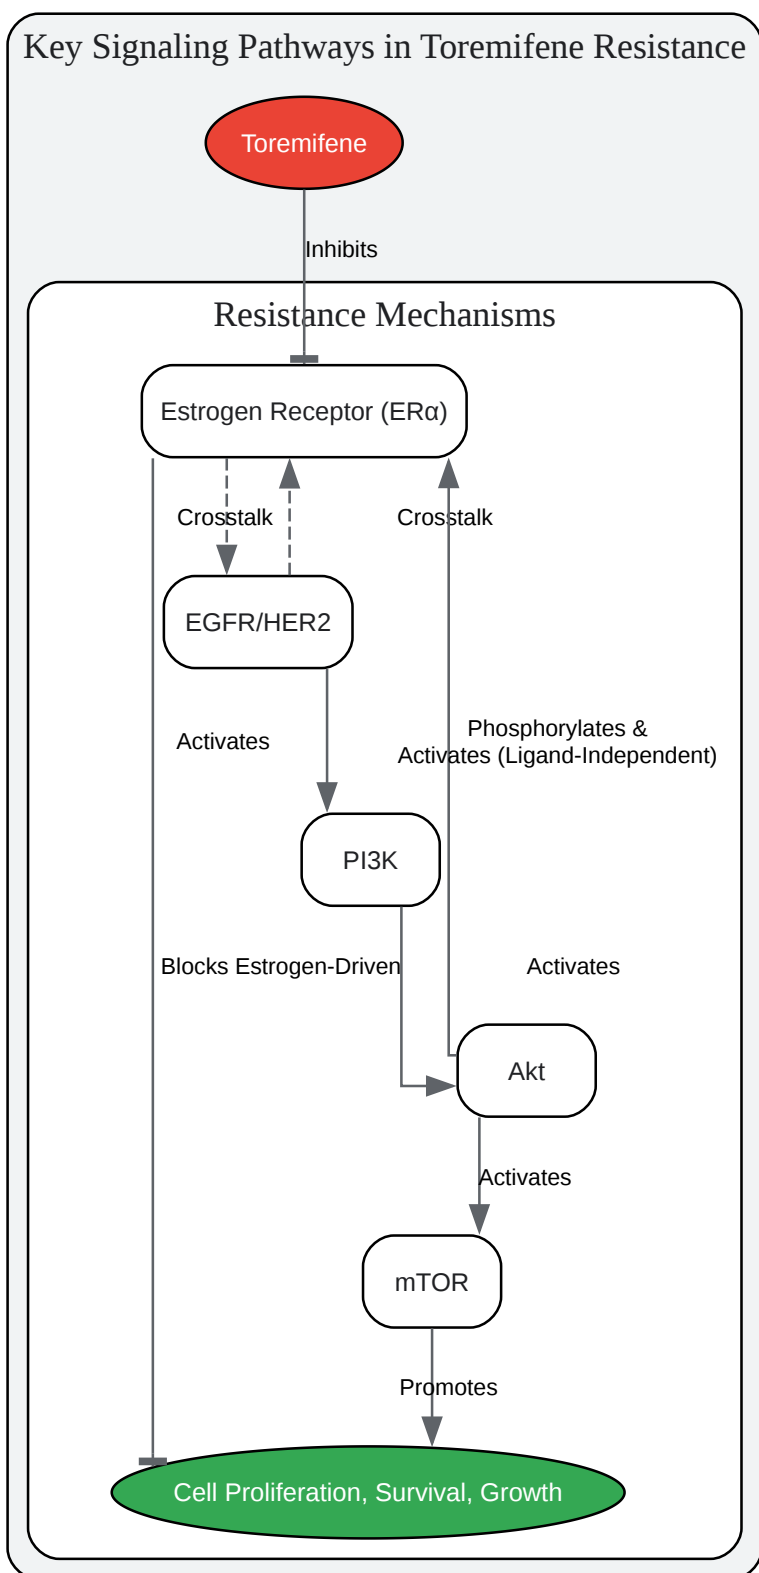 Key Signaling Pathways in Toremifene Resistance
Toremifene
Inhibits
Resistance Mechanisms
Estrogen Receptor (ERα)
Crosstalk
Crosstalk
EGFR/HER2
Phosphorylates &
Activates
Activates (Ligand-Independent)
PI3K
Blocks Estrogen-Driven
Activates
Akt
Activates
mTOR
Promotes
Cell Proliferation, Survival, Growth